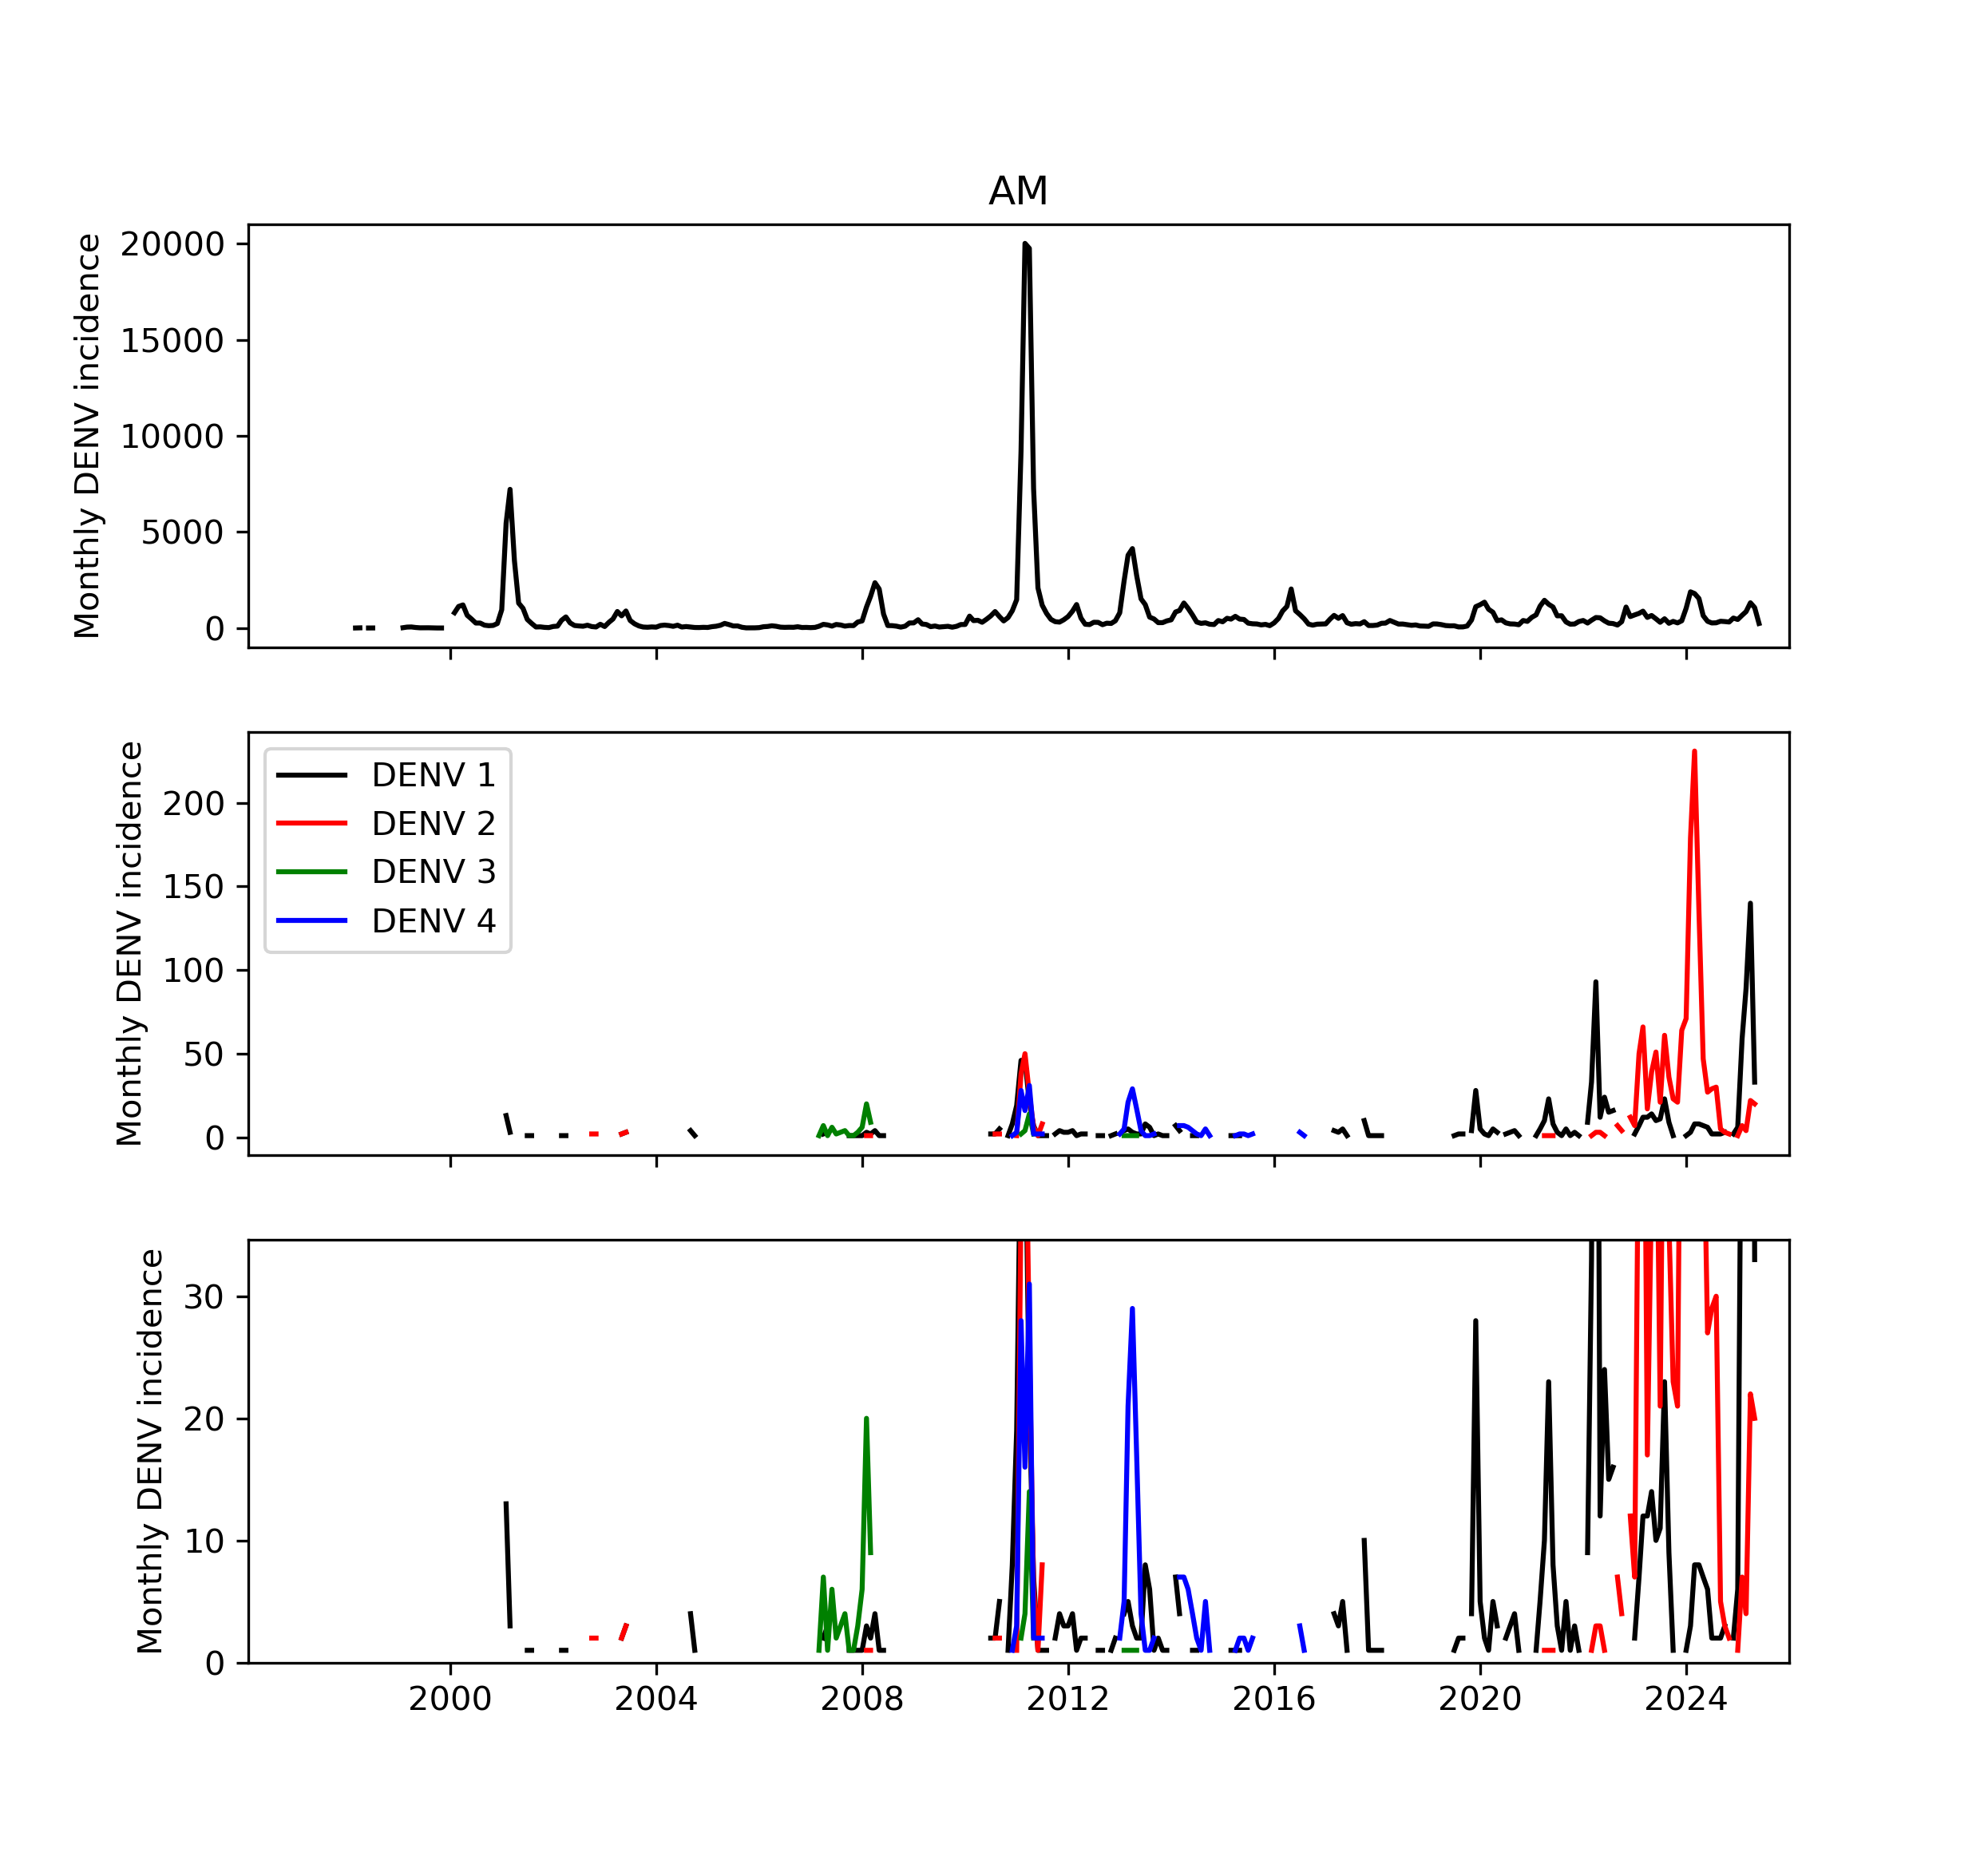 AM
Monthly DENV incidence
20000
15000
10000
5000
0
Monthly DENV incidence
200
150
100
50
0
DENV 1
DENV 2
DENV 3
DENV 4
Monthly DENV incidence
30
20
10
0
2000 2004 2008 2012 2016 2020 2024